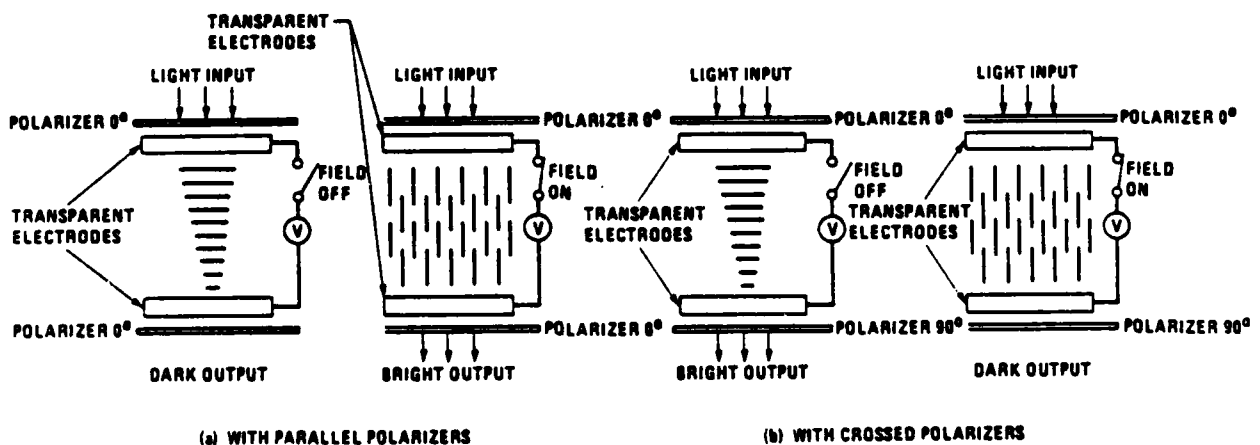 TRANSPARENT
ELECTRODES
LIGHT INPUT
LIGHT INPUT
LIGHT INPUT
LIGHT INPUT
POLARIZER 0°
POLARIZER 0°
POLARIZER 0°
POLARIZER 0°
FIELD
OFF
FIELD
ON
FIELD
OFF
FIELD
ON
TRANSPARENT
ELECTRODES
TRANSPARENT
ELECTRODES
TRANSPARENT
ELECTRODES
V
V
V
V
POLARIZER 0°
POLARIZER 0°
POLARIZER 90°
POLARIZER 90°
DARK OUTPUT
BRIGHT OUTPUT
BRIGHT OUTPUT
DARK OUTPUT
(a) WITH PARALLEL POLARIZERS
(b) WITH CROSSED POLARIZERS